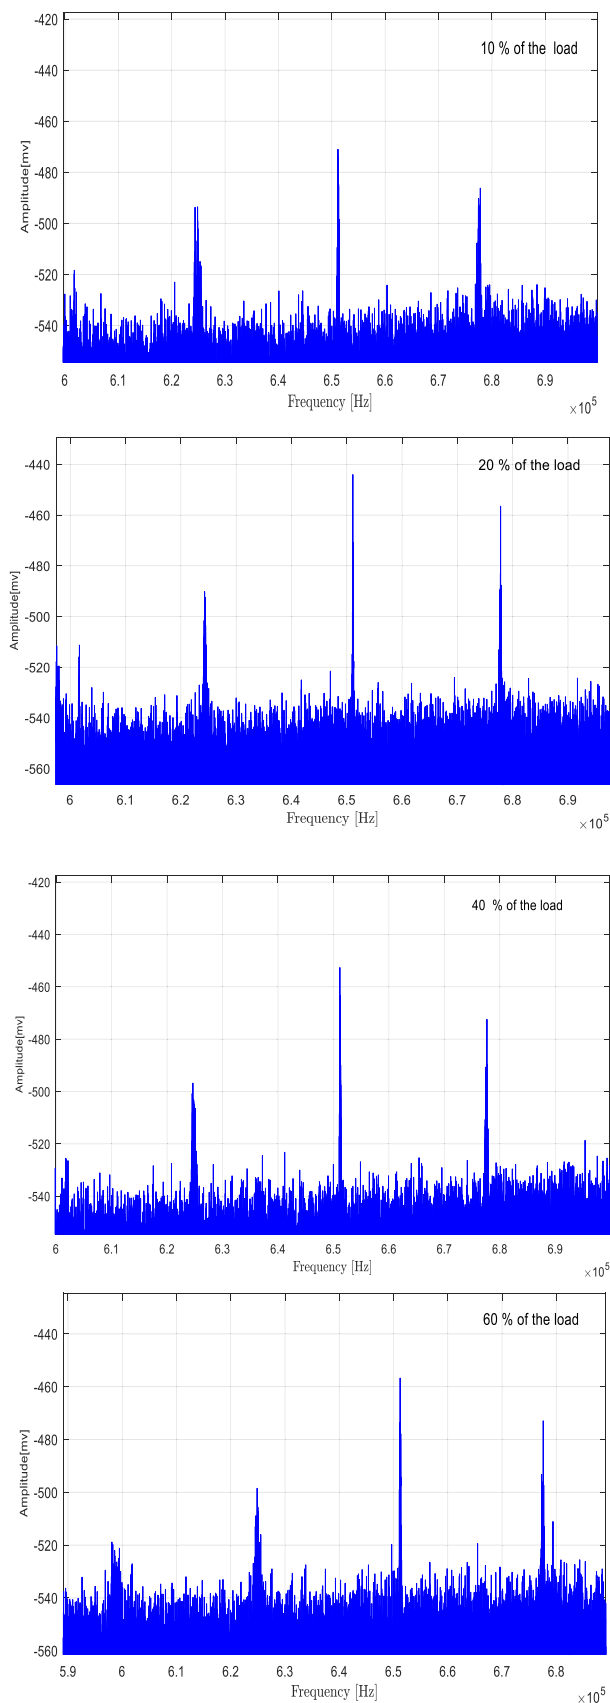 -420
10 % of the  load
-440
-460
-480
-500
-520
-540
Amplitude[mv]
6 6.1 6.2 6.3 6.4 6.5 6.6 6.7 6.8 6.9
Frequency [Hz]
×10^5
-440
20 % of the load
-460
-480
-500
-520
-540
-560
Amplitude[mv]
6 6.1 6.2 6.3 6.4 6.5 6.6 6.7 6.8 6.9
Frequency [Hz]
×10^5
-420
40  % of the load
-440
-460
-480
-500
-520
-540
Amplitude[mv]
6 6.1 6.2 6.3 6.4 6.5 6.6 6.7 6.8 6.9
Frequency [Hz]
×10^5
60 % of the load
-440
-460
-480
-500
-520
-540
-560
Amplitude[mv]
5.9 6 6.1 6.2 6.3 6.4 6.5 6.6 6.7 6.8
Frequency [Hz]
×10^5